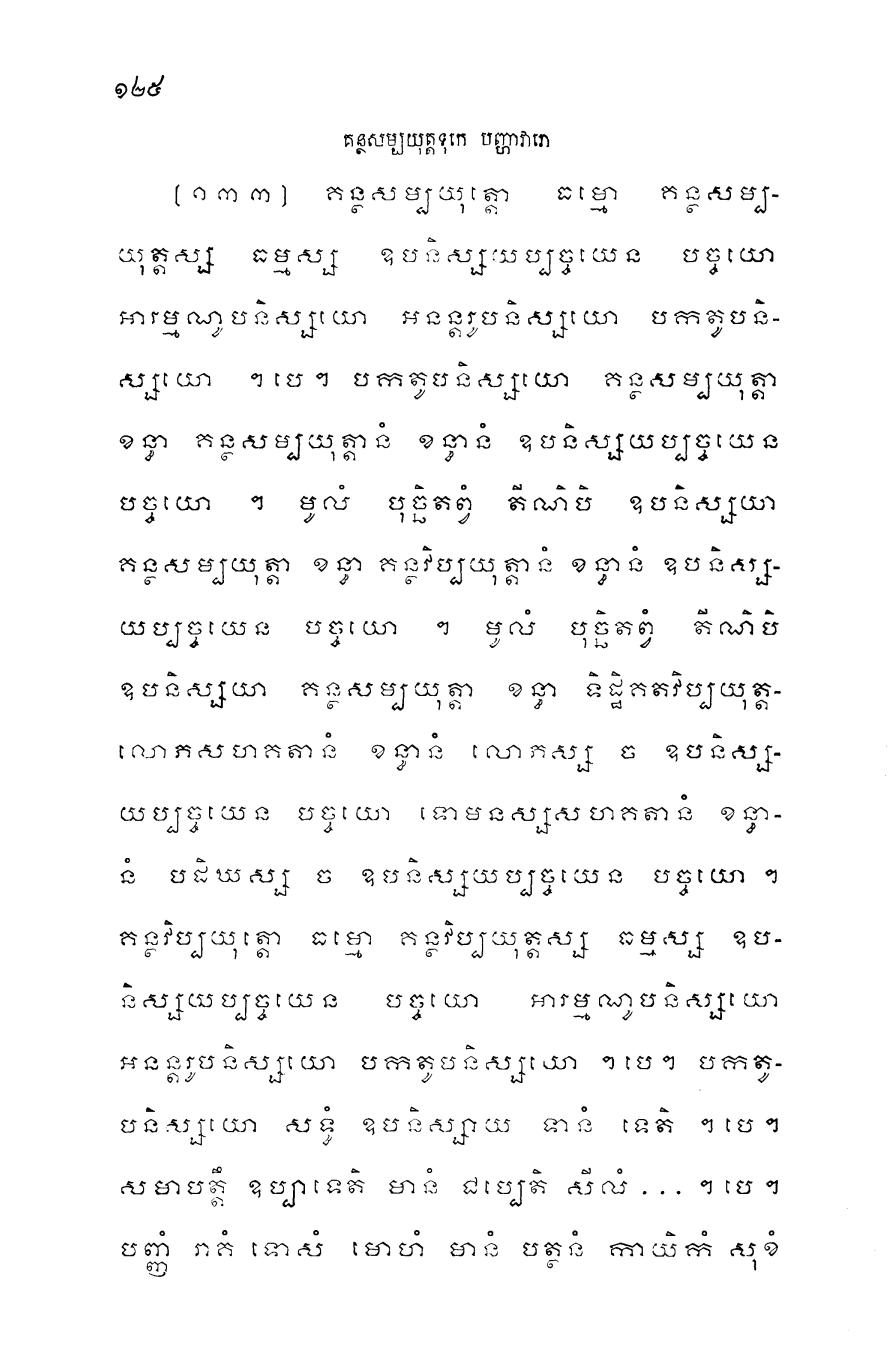 ១២៥
គន្ថសម្បយុត្តទុកេ បញ្ហាវារោ
[១៣៣] គន្ថសម្បយុត្តោ ធម្មោ គន្ថសម្ប-
យុត្តស្ស ធម្មស្ស ឧបនិស្សយប្បច្ចយេន បច្ចយោ
អារម្មណូបនិស្សយោ អនន្តរូបនិស្សយោ បកតូបនិ-
ស្សយោ ។បេ។ បកតូបនិស្សយោ គន្ថសម្បយុត្តា
ខន្ធា គន្ថសម្បយុត្តានំ ខន្ធានំ ឧបនិស្សយប្បច្ចយេន
បច្ចយោ ។ មូលំ បុច្ឆិតព្វំ តីណិបិ ឧបនិស្សយា
គន្ថសម្បយុត្តា ខន្ធា គន្ថវិប្បយុត្តានំ ខន្ធានំ ឧបនិស្ស-
យប្បច្ចយេន បច្ចយោ ។ មូលំ បុច្ឆិតព្វំ តីណិបិ
ឧបនិស្សយា គន្ថសម្បយុត្តា ខន្ធា ទិដ្ឋិគតវិប្បយុត្ត-
លោភសហគតានំ ខន្ធានំ លោភស្ស ច ឧបនិស្ស-
យប្បច្ចយេន បច្ចយោ ទោមនស្សសហគតានំ ខន្ធា-
នំ បដិឃស្ស ច ឧបនិស្សយប្បច្ចយេន បច្ចយោ ។
គន្ថវិប្បយុត្តោ ធម្មោ គន្ថវិប្បយុត្តស្ស ធម្មស្ស ឧប-
និស្សយប្បច្ចយេន បច្ចយោ អារម្មណូបនិស្សយោ
អនន្តរូបនិស្សយោ បកតូបនិស្សយោ ។បេ។ បកតូ-
បនិស្សយោ សទ្ធំ ឧបនិស្សាយ ទានំ ទេតិ ។បេ។
សមាបត្តឹ ឧប្បាទេតិ មានំ ជប្បេតិ សីលំ ... ។បេ។
បញ្ញំ រាគំ ទោសំ មោហំ មានំ បត្ថនំ កាយិកំ សុខំ